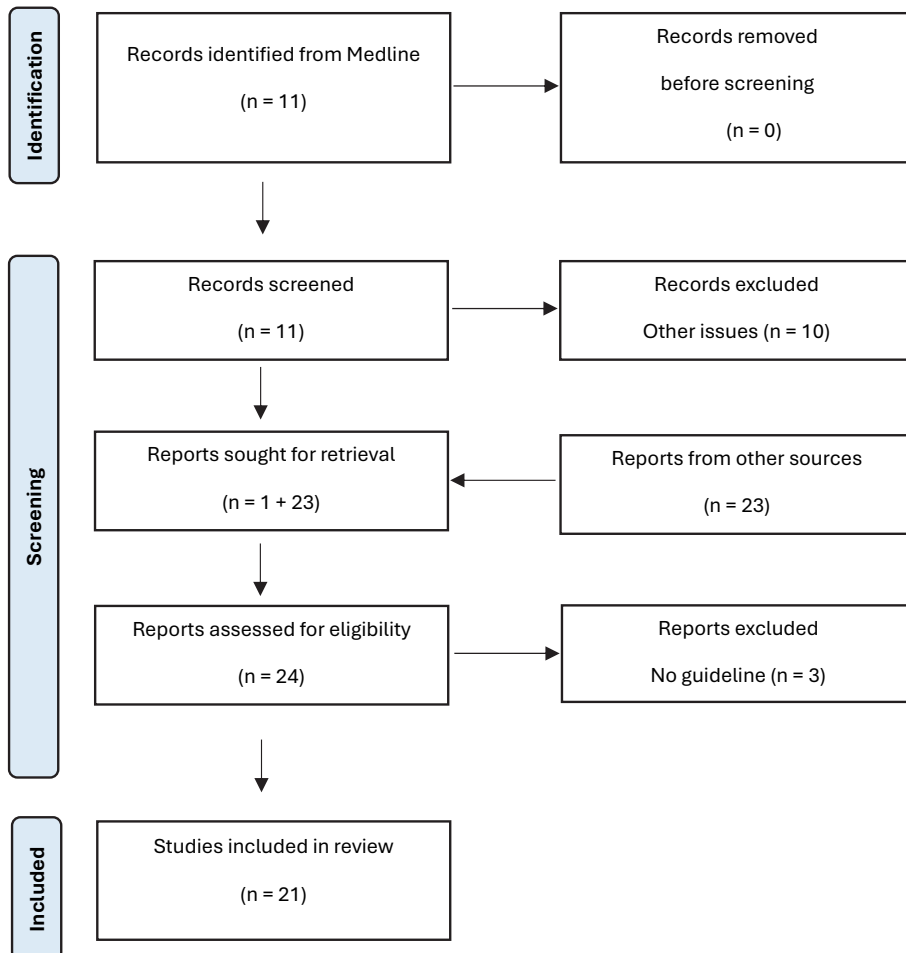 Identification
Records identified from Medline
(n = 11)
Records removed
before screening
(n = 0)
Screening
Records screened
(n = 11)
Records excluded
Other issues (n = 10)
Reports sought for retrieval
(n = 1 + 23)
Reports from other sources
(n = 23)
Reports assessed for eligibility
(n = 24)
Reports excluded
No guideline (n = 3)
Included
Studies included in review
(n = 21)